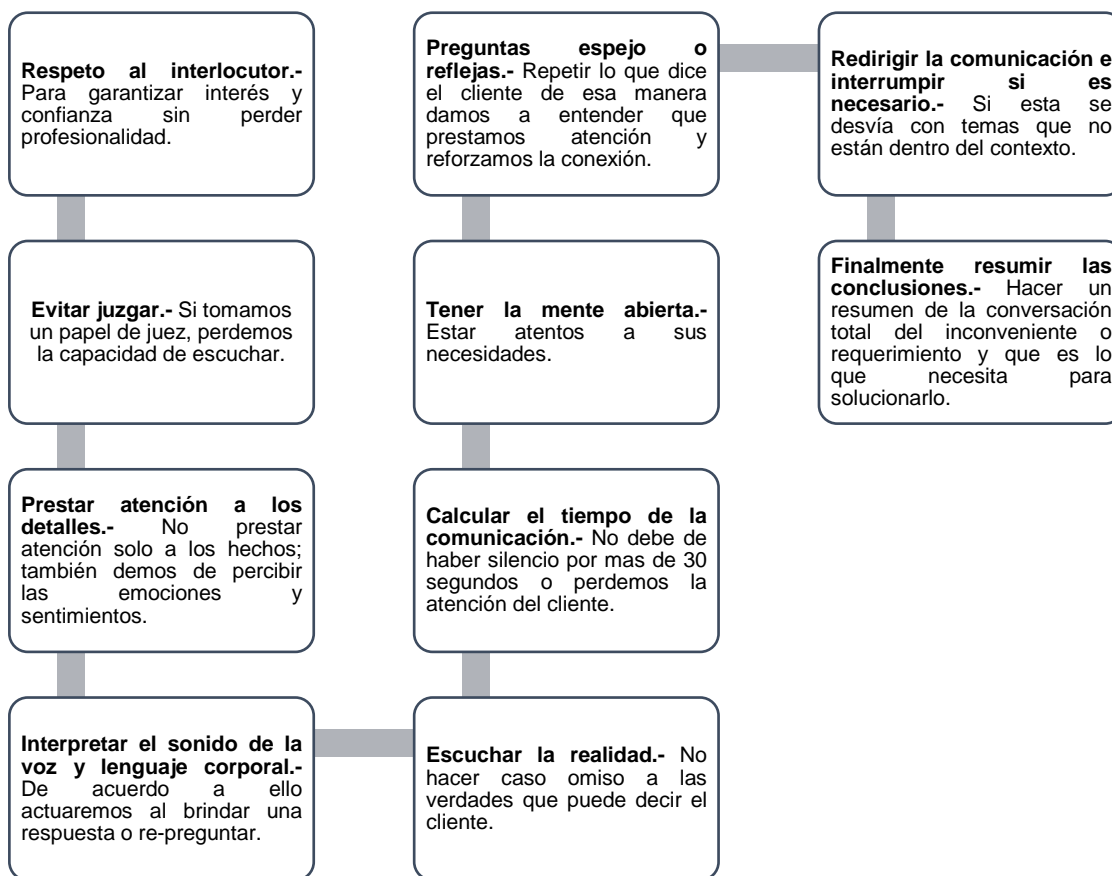 Respeto al interlocutor.-
Para garantizar interés y
confianza sin perder
profesionalidad.
Evitar juzgar.- Si tomamos
un papel de juez, perdemos
la capacidad de escuchar.
Prestar atención a los
detalles.- No prestar
atención solo a los hechos;
también demos de percibir
las emociones y
sentimientos.
Interpretar el sonido de la
voz y lenguaje corporal.-
De acuerdo a ello
actuaremos al brindar una
respuesta o re-preguntar.
Escuchar la realidad.- No
hacer caso omiso a las
verdades que puede decir el
cliente.
Calcular el tiempo de la
comunicación.- No debe de
haber silencio por mas de 30
segundos o perdemos la
atención del cliente.
Tener la mente abierta.-
Estar atentos a sus
necesidades.
Preguntas espejo o
reflejas.- Repetir lo que dice
el cliente de esa manera
damos a entender que
prestamos atención y
reforzamos la conexión.
Redirigir la comunicación e
interrumpir si es
necesario.- Si esta se
desvía con temas que no
están dentro del contexto.
Finalmente resumir las
conclusiones.- Hacer un
resumen de la conversación
total del inconveniente o
requerimiento y que es lo
que necesita para
solucionarlo.